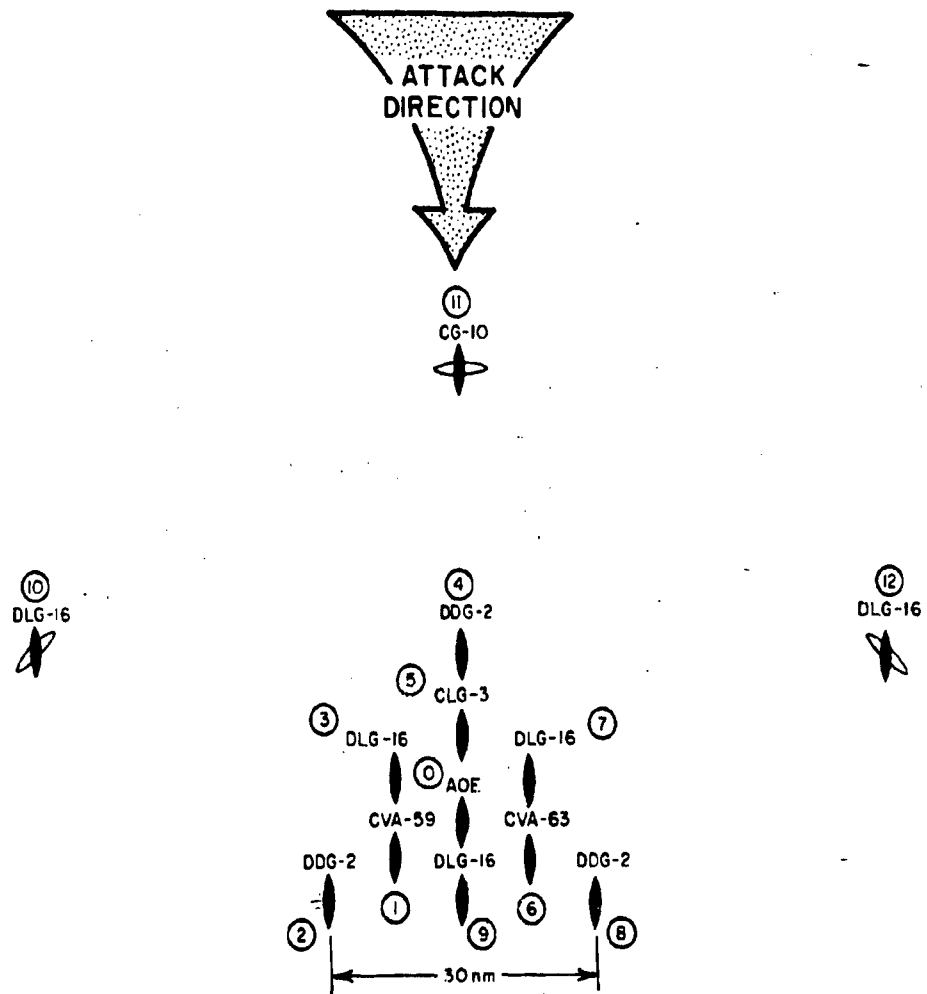 ATTACK
DIRECTION
11
CG-10
10
DLG-16
4
DDG-2
12
DLG-16
5
CLG-3
3
DLG-16
7
DLG-16
0
AOE
CVA-59
CVA-63
DDG-2
DLG-16
DDG-2
1
6
2
9
8
30 nm